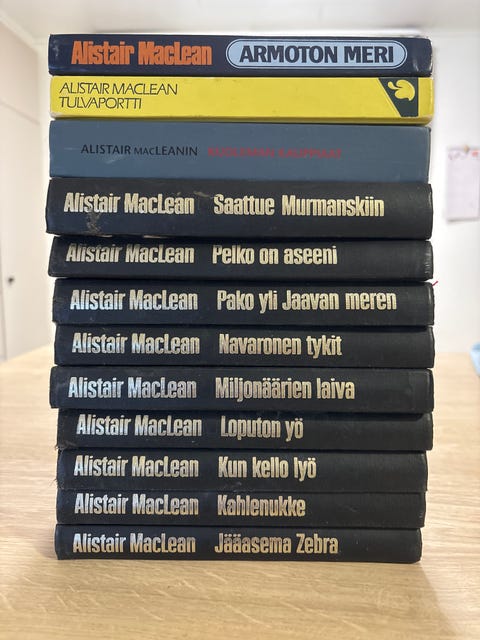 Alistair MacLean ARMOTON MERI
ALISTAIR MACLEAN
TULVAPORTTI
ALISTAIR MACLEANIN
Alistair MacLean Saattue Murmanskiin
Alistair MacLean Pelko on aseeni
Alistair MacLean Pako yli Jaavan meren
Alistair MacLean Navaronen tykit
Alistair MacLean Miljonäärien laiva
Alistair MacLean Loputon yö
Alistair MacLean Kun kello lyö
Alistair MacLean Kahlenukke
Alistair MacLean Jääasema Zebra